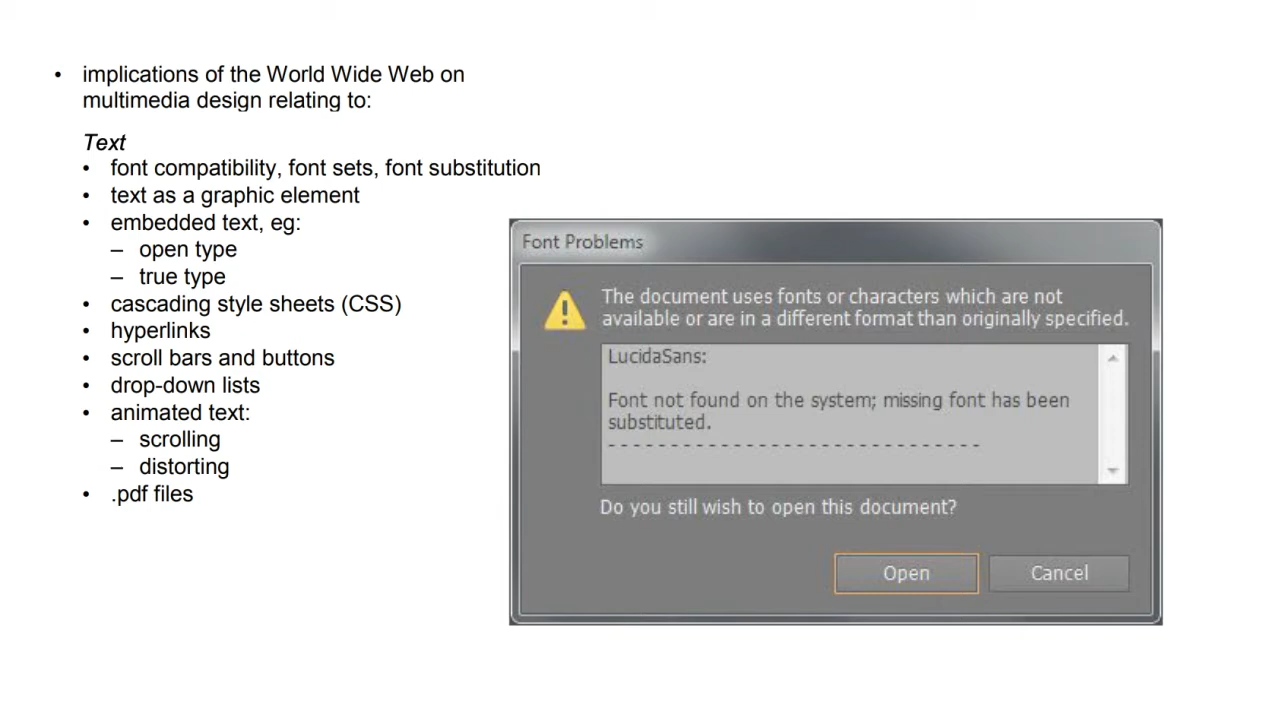 • implications of the World Wide Web on
multimedia design relating to:
Text
• font compatibility, font sets, font substitution
• text as a graphic element
• embedded text, eg:
– open type
– true type
• cascading style sheets (CSS)
• hyperlinks
• scroll bars and buttons
• drop-down lists
• animated text:
– scrolling
– distorting
• .pdf files
Font Problems
The document uses fonts or characters which are not
available or are in a different format than originally specified.
LucidaSans:
Font not found on the system; missing font has been
substituted.
- - - - - - - - - - - - - - - - - - - - - - - - - - - - - - -
Do you still wish to open this document?
Open
Cancel